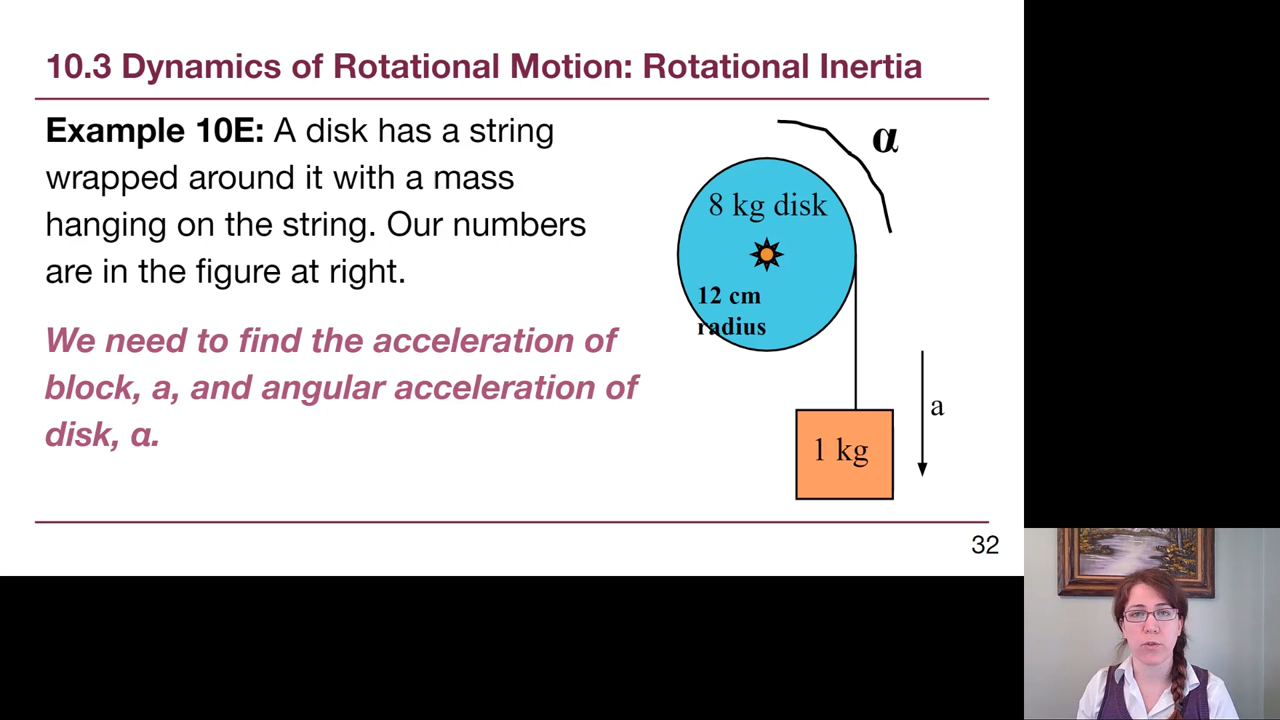 10.3 Dynamics of Rotational Motion: Rotational Inertia
Example 10E: A disk has a string
wrapped around it with a mass
hanging on the string. Our numbers
are in the figure at right.
We need to find the acceleration of
block, a, and angular acceleration of
disk, α.
α
8 kg disk
12 cm
radius
a
1 kg
32